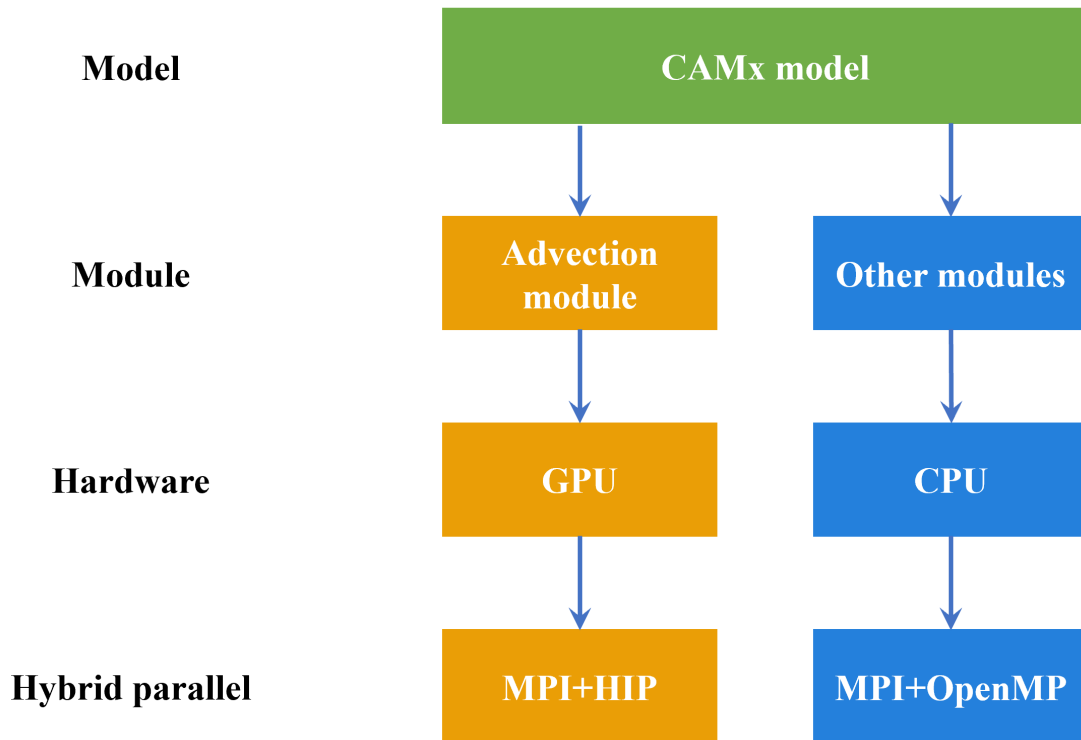 Model
CAMx model
Module
Advection
module
Other modules
Hardware
GPU
CPU
Hybrid parallel
MPI+HIP
MPI+OpenMP